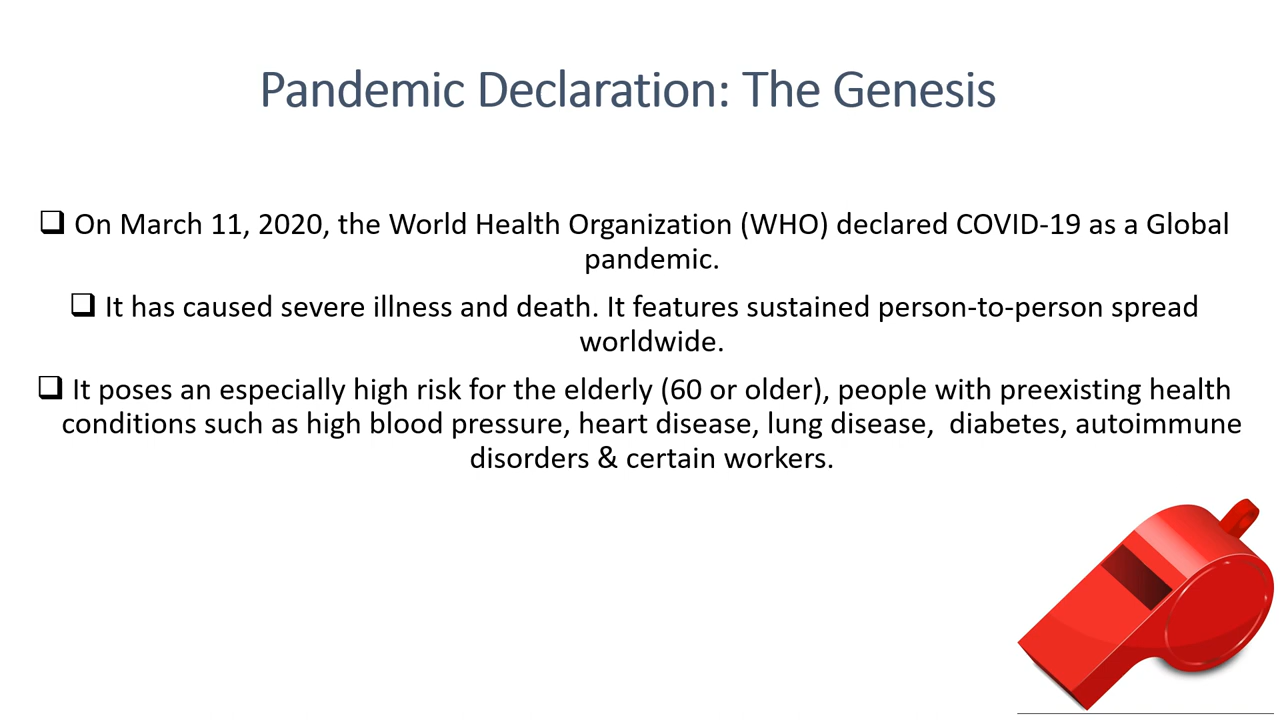 Pandemic Declaration: The Genesis
❑ On March 11, 2020, the World Health Organization (WHO) declared COVID-19 as a Global
pandemic.
❑ It has caused severe illness and death. It features sustained person-to-person spread
worldwide.
❑ It poses an especially high risk for the elderly (60 or older), people with preexisting health
conditions such as high blood pressure, heart disease, lung disease,  diabetes, autoimmune
disorders & certain workers.